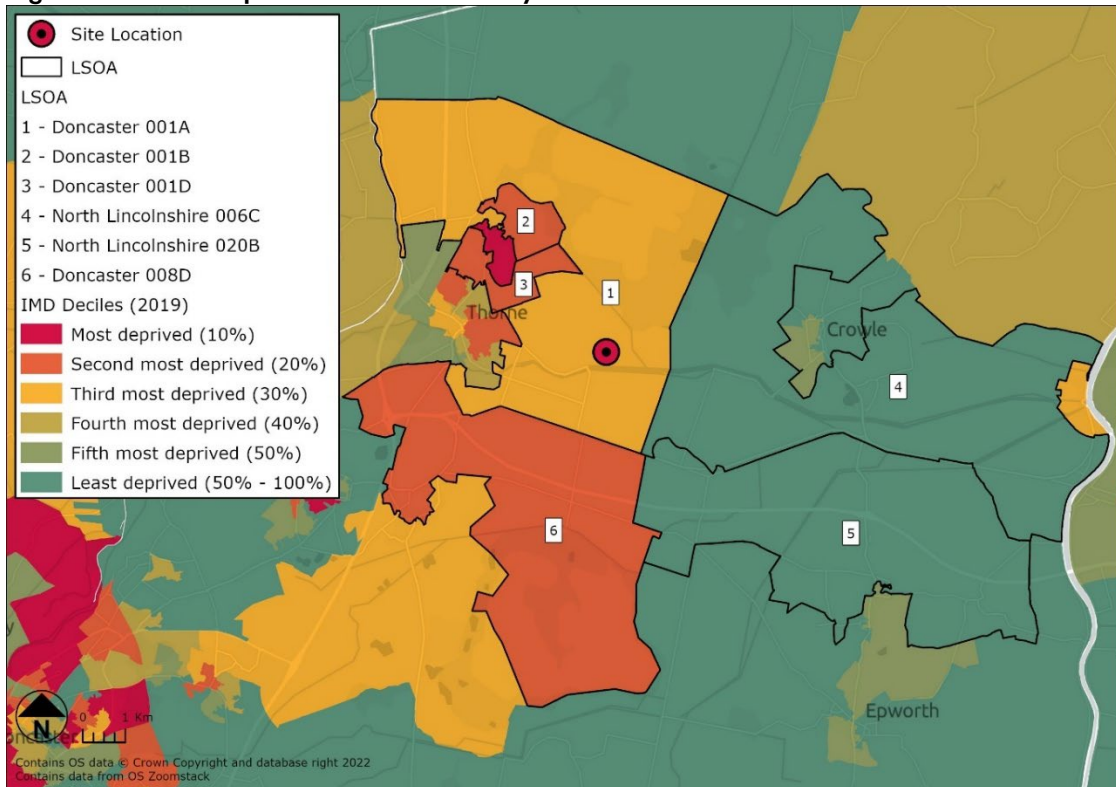 Site Location
LSOA
LSOA
1 - Doncaster 001A
2 - Doncaster 001B
3 - Doncaster 001D
4 - North Lincolnshire 006C
5 - North Lincolnshire 020B
6 - Doncaster 008D
IMD Deciles (2019)
Most deprived (10%)
Second most deprived (20%)
Third most deprived (30%)
Fourth most deprived (40%)
Fifth most deprived (50%)
Least deprived (50% - 100%)
2
3
1
Thorne
Crowle
4
6
5
Epworth
N
0 1 Km
Contains OS data © Crown Copyright and database right 2022
Contains data from OS Zoomstack